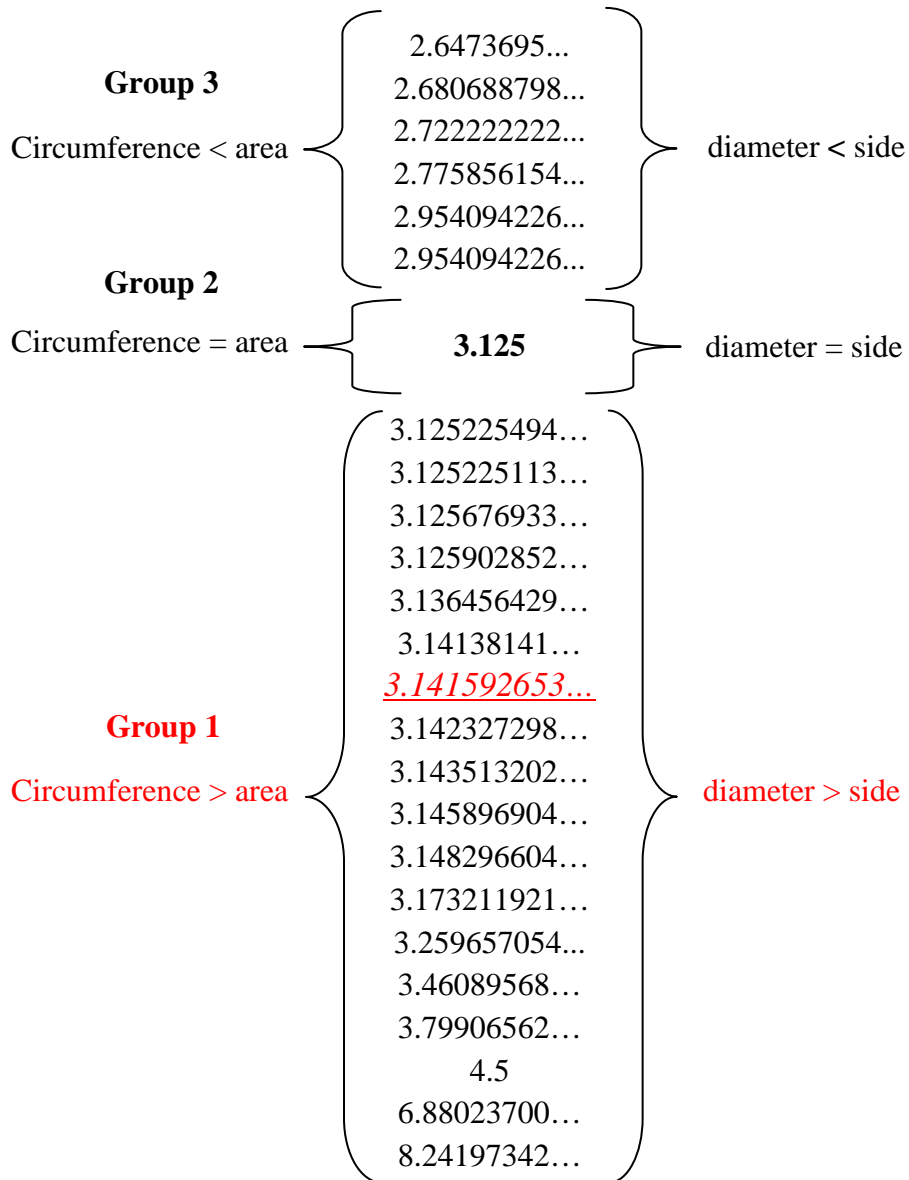 Group 3
Circumference < area
2.6473695...
2.680688798...
2.722222222...
2.775856154...
2.954094226...
2.954094226...
diameter < side
Group 2
Circumference = area
3.125
diameter = side
Group 1
Circumference > area
3.125225494…
3.125225113…
3.125676933…
3.125902852…
3.136456429…
3.14138141…
3.141592653…
3.142327298…
3.143513202…
3.145896904…
3.148296604…
3.173211921…
3.259657054...
3.46089568…
3.79906562…
4.5
6.88023700…
8.24197342…
diameter > side